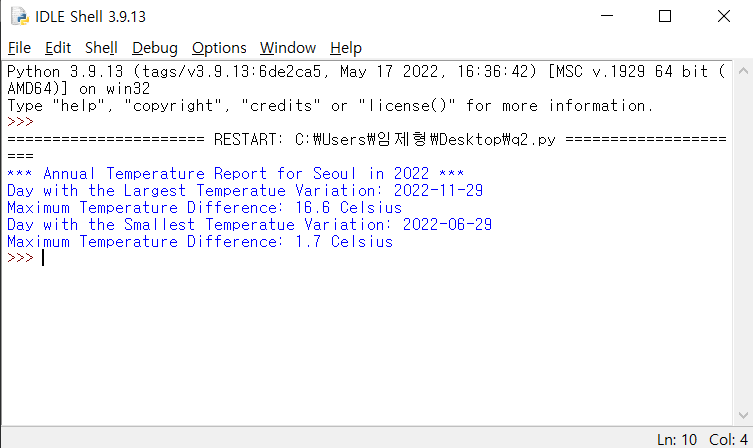 IDLE Shell 3.9.13
File Edit Shell Debug Options Window Help
Python 3.9.13 (tags/v3.9.13:6de2ca5, May 17 2022, 16:36:42) [MSC v.1929 64 bit (
AMD64)] on win32
Type "help", "copyright", "credits" or "license()" for more information.
>>>
====================== RESTART: C:₩Users₩임제형₩Desktop₩q2.py ==================
===
*** Annual Temperature Report for Seoul in 2022 ***
Day with the Largest Temperatue Variation: 2022-11-29
Maximum Temperature Difference: 16.6 Celsius
Day with the Smallest Temperatue Variation: 2022-06-29
Maximum Temperature Difference: 1.7 Celsius
>>>
Ln: 10 Col: 4